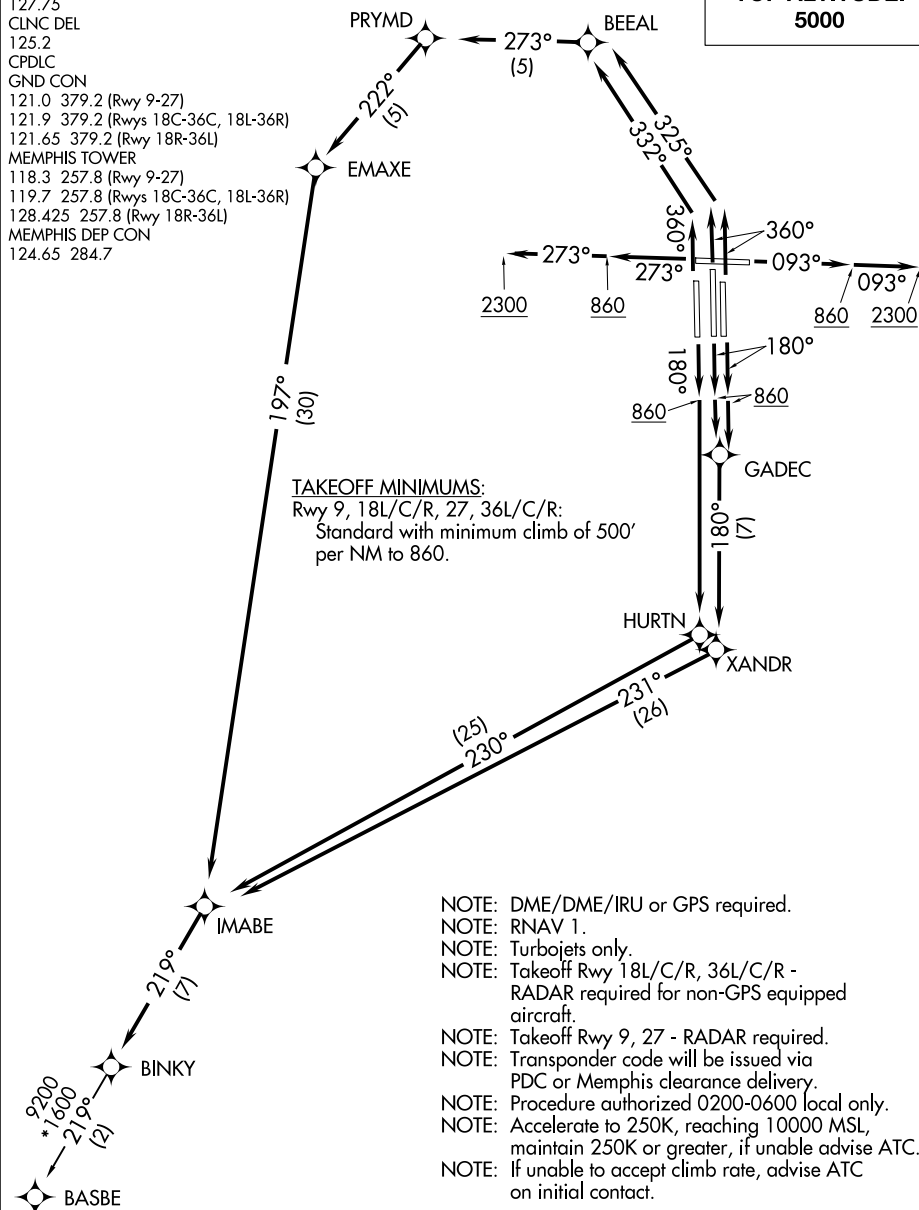 127.75
CLNC DEL
125.2
CPDLC
GND CON
121.0 379.2 (Rwy 9-27)
121.9 379.2 (Rwys 18C-36C, 18L-36R)
121.65 379.2 (Rwy 18R-36L)
MEMPHIS TOWER
118.3 257.8 (Rwy 9-27)
119.7 257.8 (Rwys 18C-36C, 18L-36R)
128.425 257.8 (Rwy 18R-36L)
MEMPHIS DEP CON
124.65 284.7
5000
PRYMD
273°
(5)
BEEAL
222°
(5)
EMAXE
325°
332°
360°
360°
273°
273°
093°
093°
2300
860
860
2300
180°
180°
860
860
GADEC
197°
(30)
180°
(7)
TAKEOFF MINIMUMS:
Rwy 9, 18L/C/R, 27, 36L/C/R:
Standard with minimum climb of 500'
per NM to 860.
HURTN
XANDR
231°
(26)
(25)
230°
IMABE
219°
(7)
BINKY
9200
*1600
219°
(2)
BASBE
NOTE: DME/DME/IRU or GPS required.
NOTE: RNAV 1.
NOTE: Turbojets only.
NOTE: Takeoff Rwy 18L/C/R, 36L/C/R -
RADAR required for non-GPS equipped
aircraft.
NOTE: Takeoff Rwy 9, 27 - RADAR required.
NOTE: Transponder code will be issued via
PDC or Memphis clearance delivery.
NOTE: Procedure authorized 0200-0600 local only.
NOTE: Accelerate to 250K, reaching 10000 MSL,
maintain 250K or greater, if unable advise ATC.
NOTE: If unable to accept climb rate, advise ATC
on initial contact.